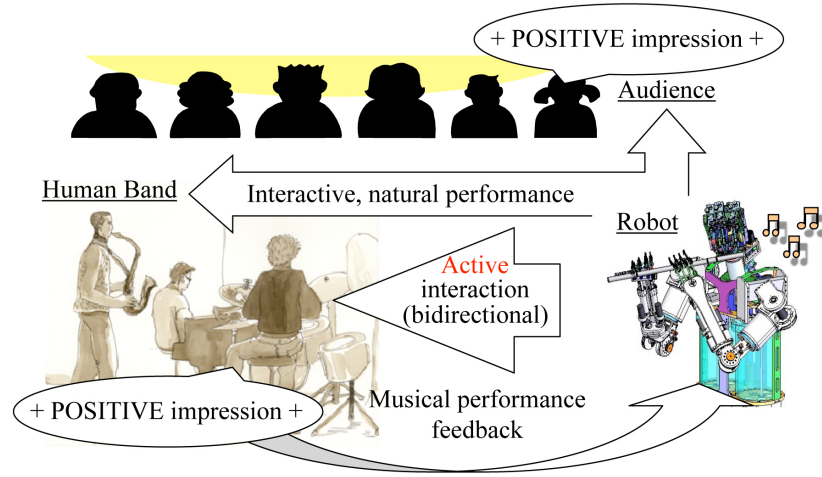 + POSITIVE impression +
Audience
Human Band
Interactive, natural performance
Robot
Active
interaction
(bidirectional)
+ POSITIVE impression +
Musical performance
feedback